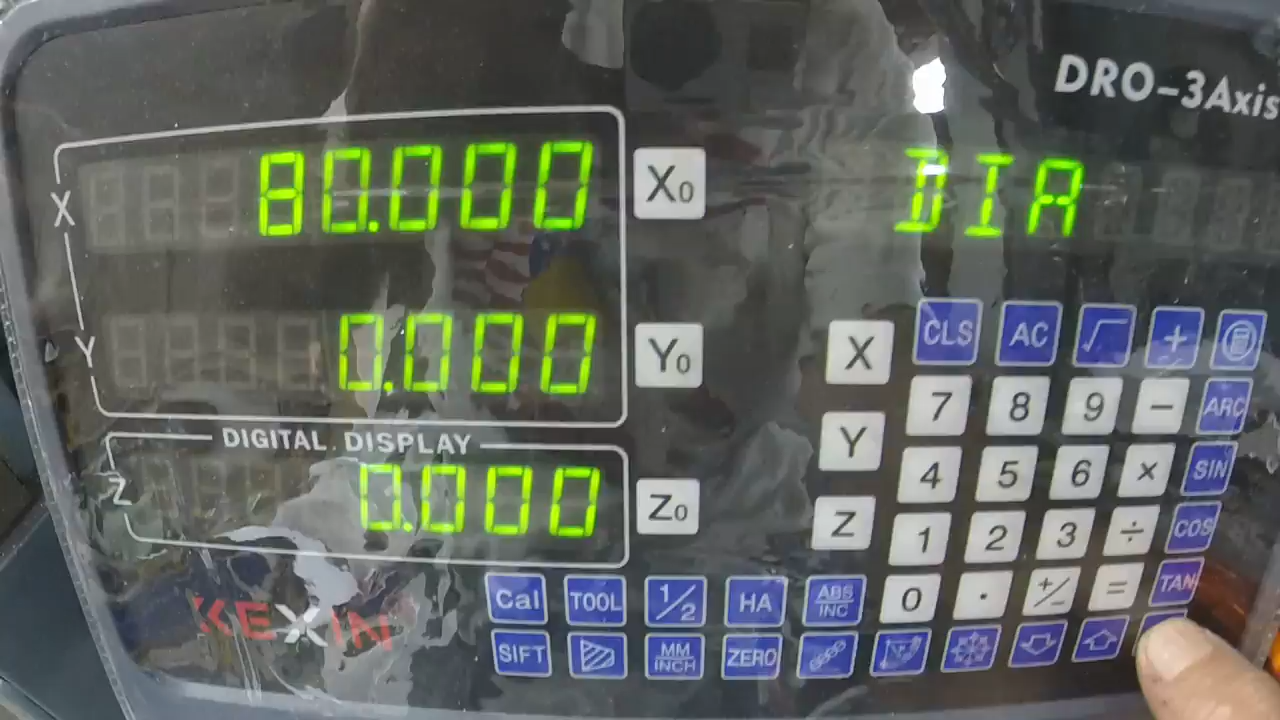 DRO-3Axis
X 80.000 X0 DIA
Y 0.000 Y0
DIGITAL DISPLAY
Z 0.000 Z0
KEXIN
X CLS AC √ +
7 8 9 − ARC
Y 4 5 6 × SIN
Z 1 2 3 ÷ COS
0 . +/− = TAN
Cal TOOL 1/2 HA ABS INC
SIFT MM INCH ZERO